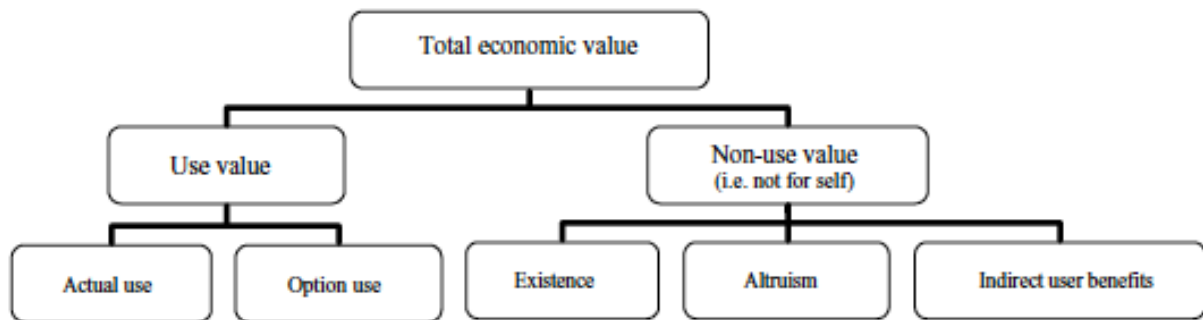 Total economic value
Use value
Non-use value
(i.e. not for self)
Actual use
Option use
Existence
Altruism
Indirect user benefits